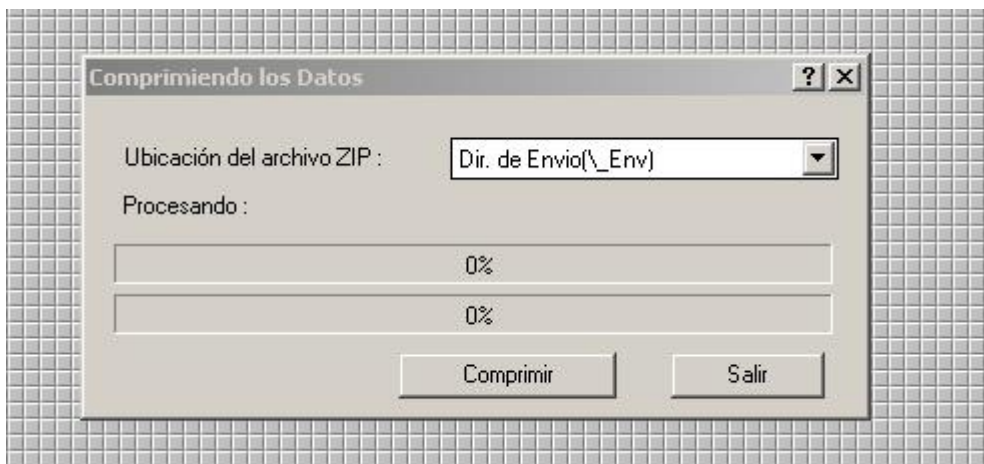 Comprimiendo los Datos
Ubicación del archivo ZIP : Dir. de Envio(\_Env)
Procesando :
0%
0%
Comprimir Salir